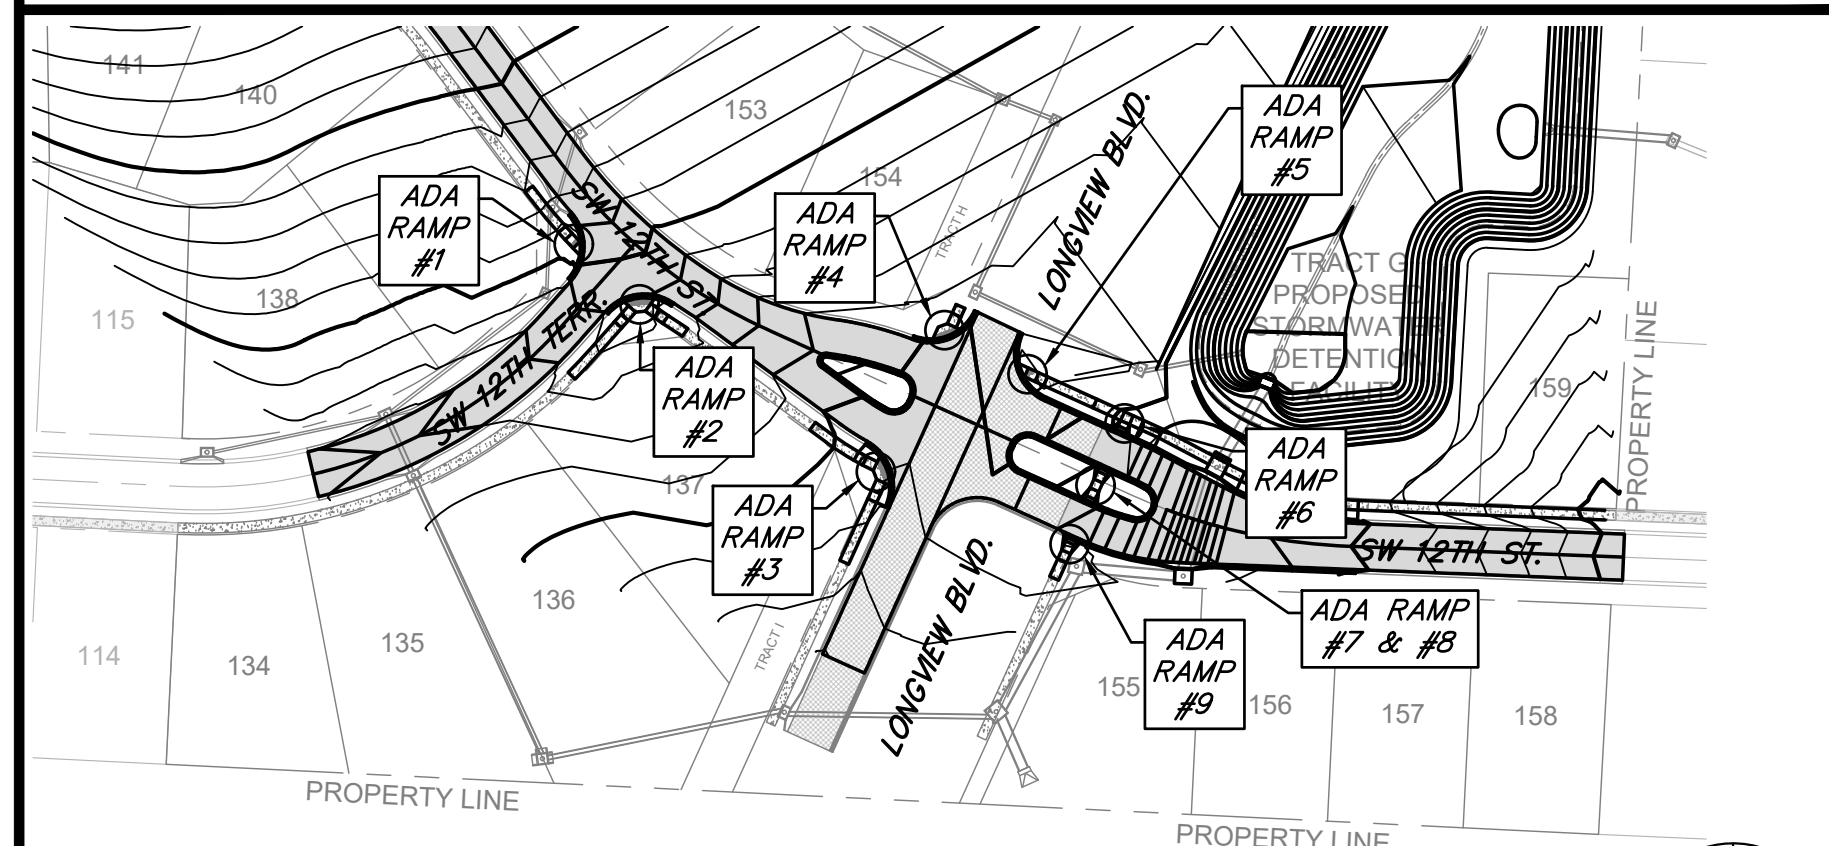 141
140
153
154
138
115
137
136
135
134
114
155
156
157
158
159
ADA
RAMP
#1
ADA
RAMP
#2
ADA
RAMP
#3
ADA
RAMP
#4
ADA
RAMP
#5
ADA
RAMP
#6
ADA RAMP
#7 & #8
ADA
RAMP
#9
SW 12TH ST.
SW 12TH TERR.
LONGVIEW BLVD.
LONGVIEW BLVD.
SW 12TH ST.
TRACT H
TRACT I
TRACT G
PROPOSED
STORMWATER
DETENTION
FACILITY
PROPERTY LINE
PROPERTY LINE
PROPERTY LINE